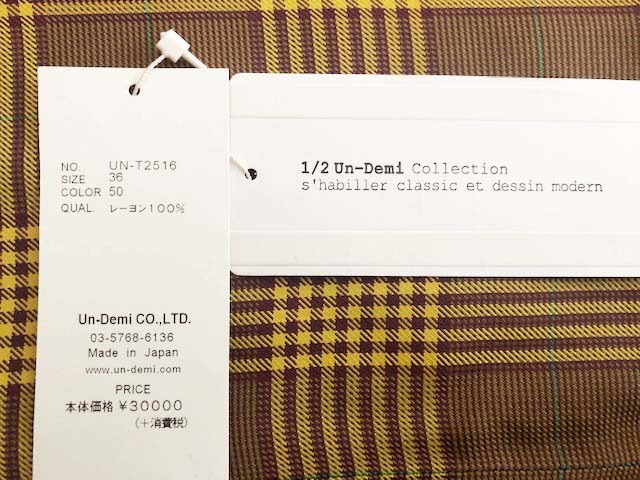 NO. UN-T2516
SIZE 36
COLOR 50
QUAL. レーヨン100%
Un-Demi CO.,LTD.
03-5768-6136
Made in Japan
www.un-demi.com
PRICE
本体価格 ¥30000
(+消費税)
1/2 Un-Demi Collection
s'habiller classic et dessin modern